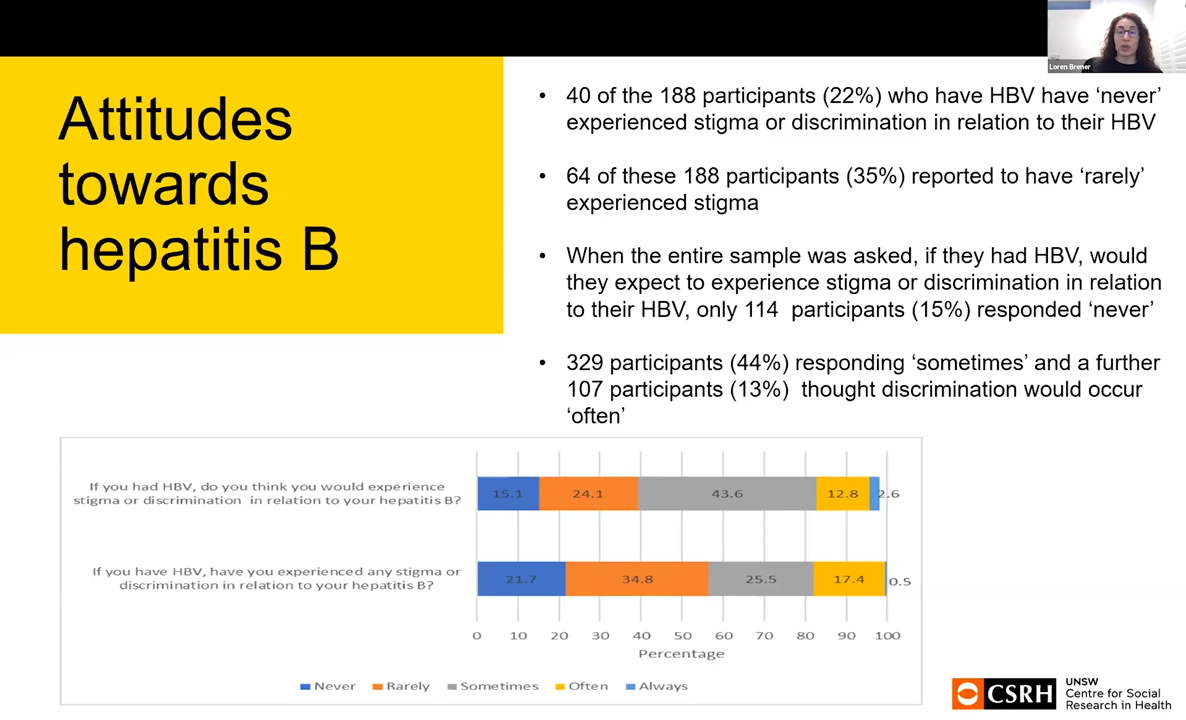 Loren Brener
Attitudes
towards
hepatitis B
• 40 of the 188 participants (22%) who have HBV have ‘never’
experienced stigma or discrimination in relation to their HBV
• 64 of these 188 participants (35%) reported to have ‘rarely’
experienced stigma
• When the entire sample was asked, if they had HBV, would
they expect to experience stigma or discrimination in relation
to their HBV, only 114 participants (15%) responded ‘never’
• 329 participants (44%) responding ‘sometimes’ and a further
107 participants (13%) thought discrimination would occur
‘often’
If you had HBV, do you think you would experience
stigma or discrimination in relation to your hepatitis B?
15.1 24.1 43.6 12.8 2.6
If you have HBV, have you experienced any stigma or
discrimination in relation to your hepatitis B?
21.7 34.8 25.5 17.4 0.5
0 10 20 30 40 50 60 70 80 90 100
Percentage
Never Rarely Sometimes Often Always
CSRH
UNSW
Centre for Social
Research in Health